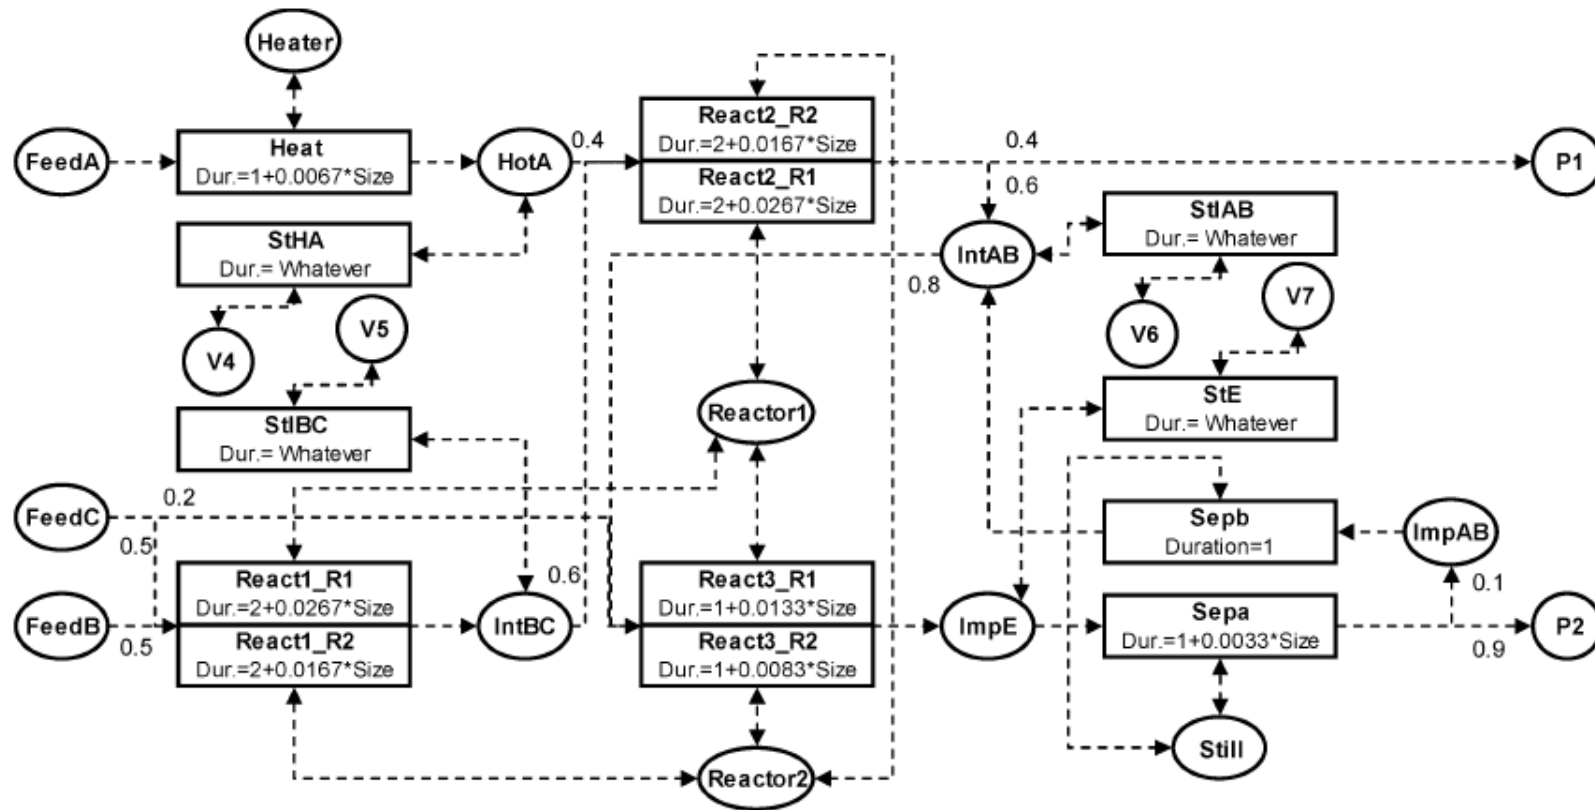 Heater
React2_R2
Dur.=2+0.0167*Size
React2_R1
Dur.=2+0.0267*Size
FeedA
Heat
Dur.=1+0.0067*Size
HotA
0.4
0.4
0.6
P1
StHA
Dur.= Whatever
IntAB
0.8
StIAB
Dur.= Whatever
V4
V5
V6
V7
StIBC
Dur.= Whatever
Reactor1
StE
Dur.= Whatever
FeedC
0.2
0.5
Sepb
Duration=1
ImpAB
0.1
FeedB
0.5
React1_R1
Dur.=2+0.0267*Size
React1_R2
Dur.=2+0.0167*Size
0.6
IntBC
React3_R1
Dur.=1+0.0133*Size
React3_R2
Dur.=1+0.0083*Size
ImpE
Sepa
Dur.=1+0.0033*Size
P2
0.9
Reactor2
Still